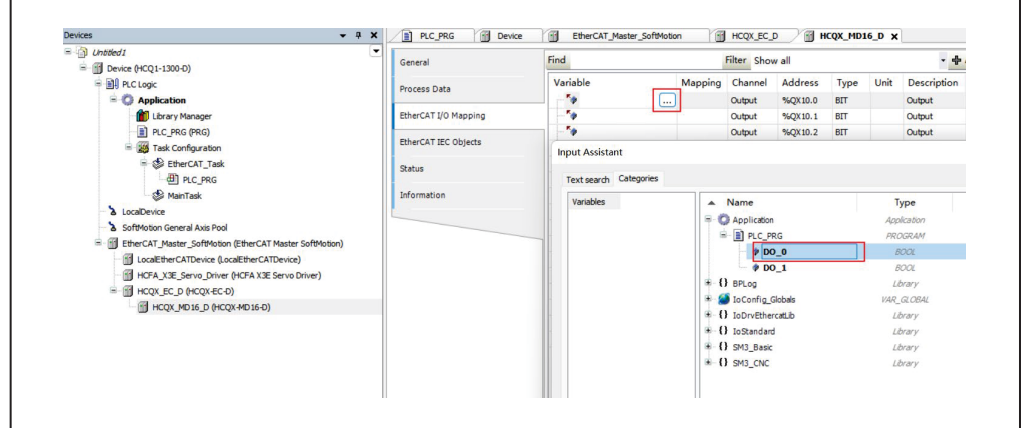 Devices
Untitled1
Device (HCQ1-1300-D)
PLC Logic
Application
Library Manager
PLC_PRG (PRG)
Task Configuration
EtherCAT_Task
PLC_PRG
MainTask
LocalDevice
SoftMotion General Axis Pool
EtherCAT_Master_SoftMotion (EtherCAT Master SoftMotion)
LocalEtherCATDevice (LocalEtherCATDevice)
HCFA_X3E_Servo_Driver (HCFA X3E Servo Driver)
HCQX_EC_D (HCQX-EC-D)
HCQX_MD16_D (HCQX-MD16-D)
PLC_PRG Device EtherCAT_Master_SoftMotion HCQX_EC_D HCQX_MD16_D
General
Process Data
EtherCAT I/O Mapping
EtherCAT IEC Objects
Status
Information
Find Filter Show all
Variable Mapping Channel Address Type Unit Description
... Output %QX10.0 BIT Output
Output %QX10.1 BIT Output
Output %QX10.2 BIT Output
Input Assistant
Text search Categories
Variables
Name Type
Application Application
PLC_PRG PROGRAM
DO_0 BOOL
DO_1 BOOL
{} BPLog Library
IoConfig_Globals VAR_GLOBAL
{} IoDrvEthercatLib Library
{} IoStandard Library
{} SM3_Basic Library
{} SM3_CNC Library